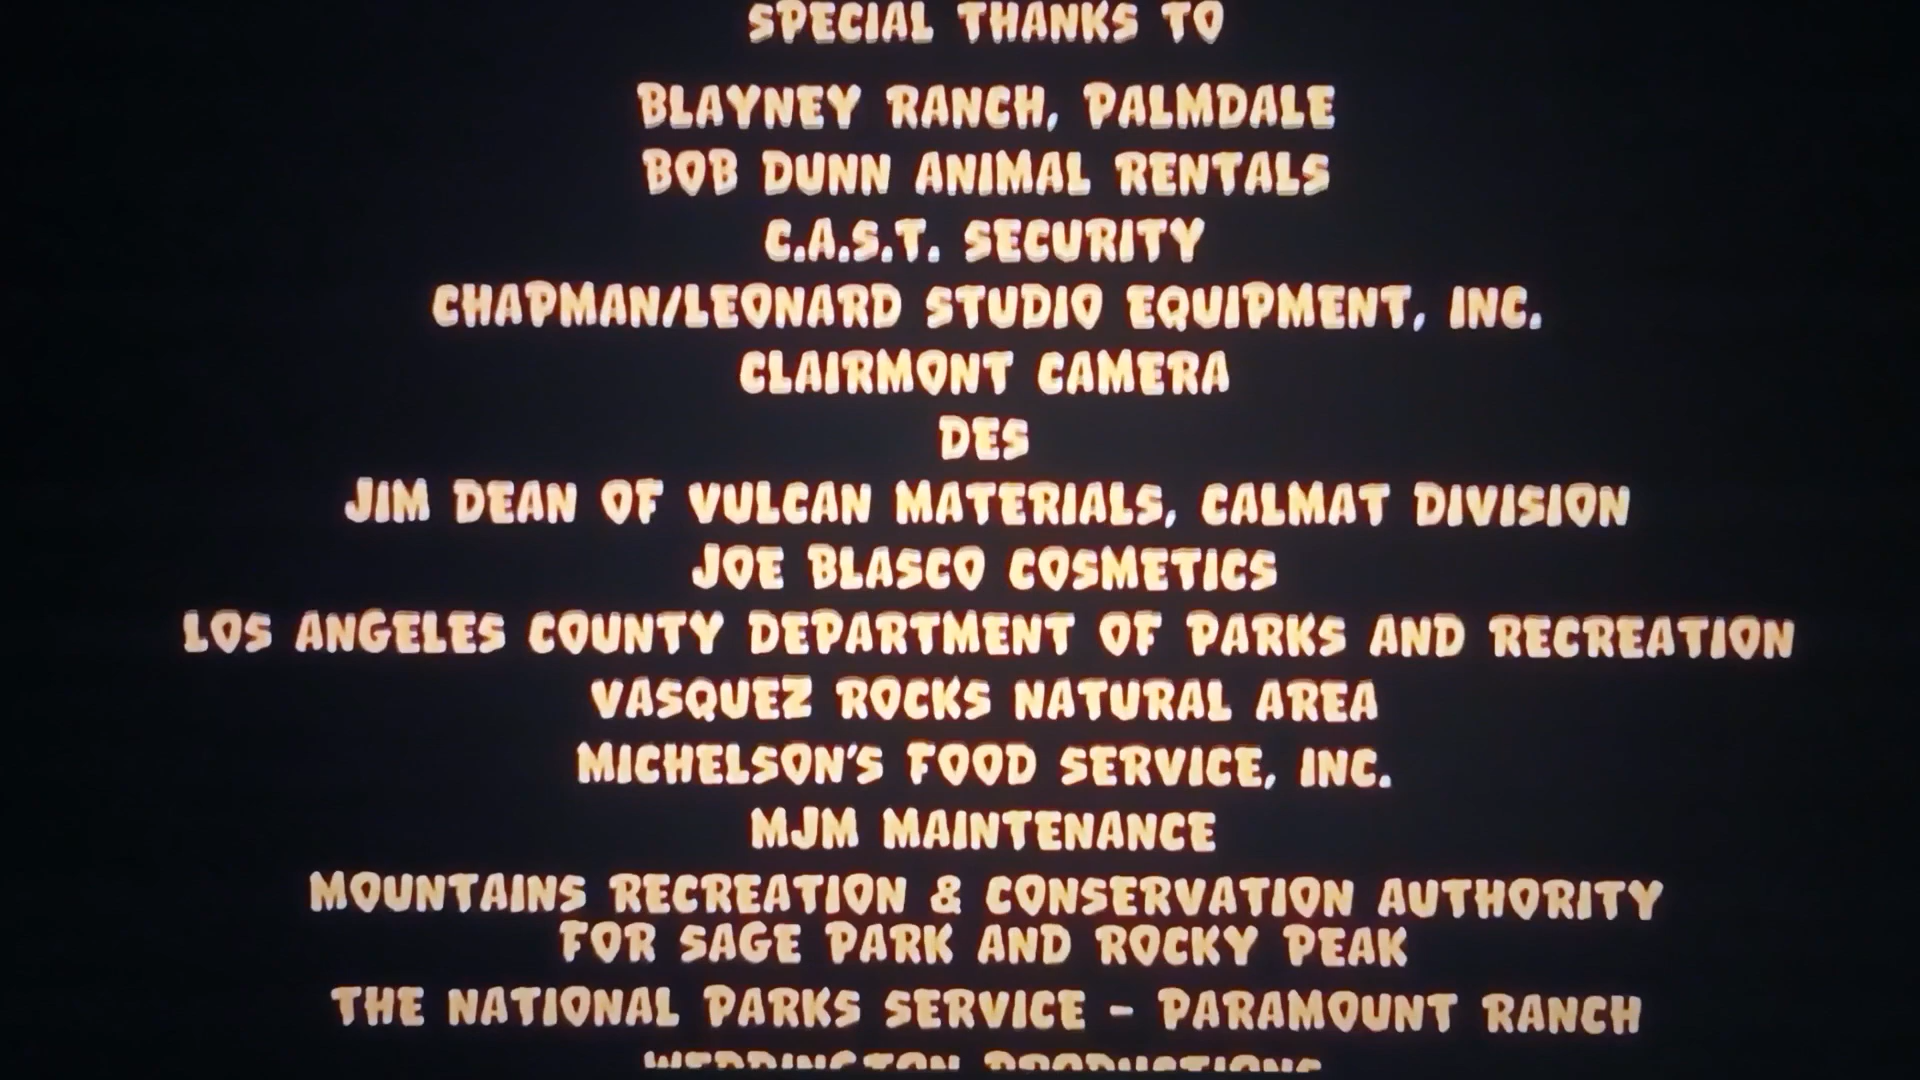 SPECIAL THANKS TO
BLAYNEY RANCH, PALMDALE
BOB DUNN ANIMAL RENTALS
C.A.S.T. SECURITY
CHAPMAN/LEONARD STUDIO EQUIPMENT, INC.
CLAIRMONT CAMERA
DES
JIM DEAN OF VULCAN MATERIALS, CALMAT DIVISION
JOE BLASCO COSMETICS
LOS ANGELES COUNTY DEPARTMENT OF PARKS AND RECREATION
VASQUEZ ROCKS NATURAL AREA
MICHELSON'S FOOD SERVICE, INC.
MJM MAINTENANCE
MOUNTAINS RECREATION & CONSERVATION AUTHORITY
FOR SAGE PARK AND ROCKY PEAK
THE NATIONAL PARKS SERVICE - PARAMOUNT RANCH